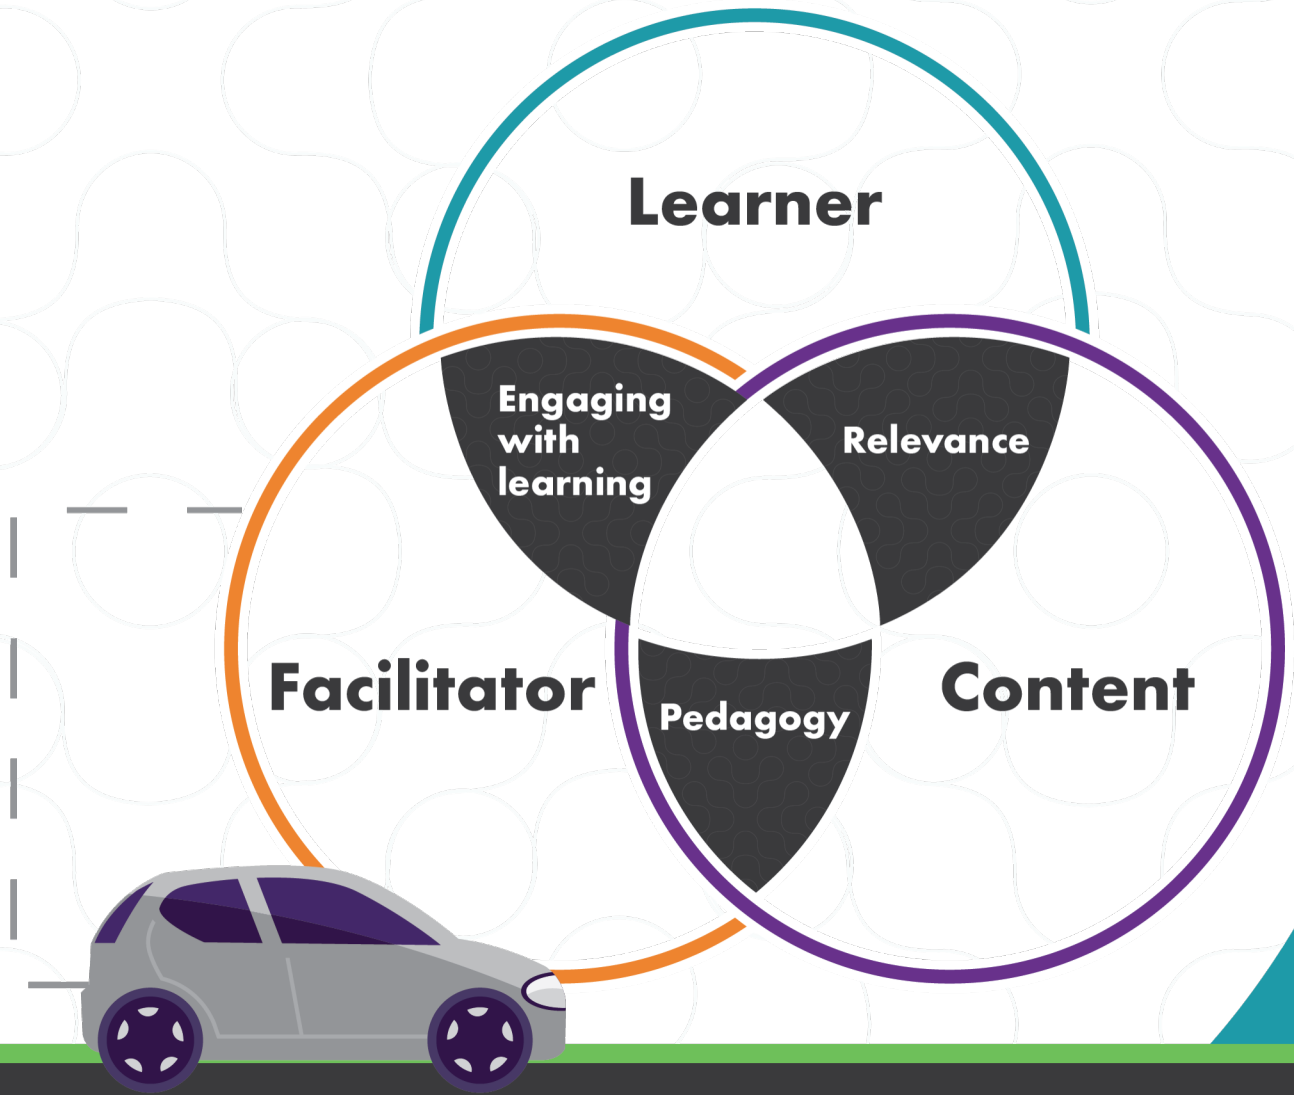 Learner
Engaging
with
learning
Relevance
Facilitator
Content
Pedagogy